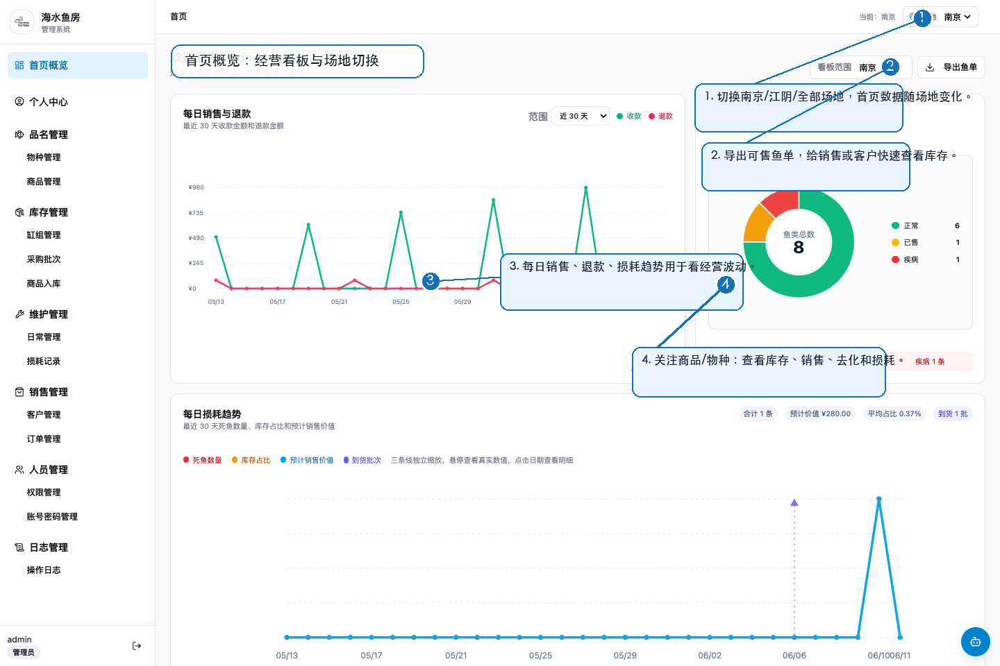 海水鱼房
管理系统
首页概览
个人中心
品名管理
物种管理
商品管理
库存管理
缸组管理
采购批次
商品入库
维护管理
日常管理
损耗记录
销售管理
客户管理
订单管理
人员管理
权限管理
账号密码管理
日志管理
操作日志
admin
管理员
首页
当前: 南京
1
南京
首页概览：经营看板与场地切换
看板范围 南京 2
导出鱼单
1. 切换南京/江阴/全部场地，首页数据随场地变化。
2. 导出可售鱼单，给销售或客户快速查看库存。
每日销售与退款
最近 30 天收款金额和退款金额
范围 近 30 天 收款 退款
¥980
¥735
¥490
¥245
¥0
05/13 05/17 05/21 05/25 05/29
3
3. 每日销售、退款、损耗趋势用于看经营波动。
4
鱼类总数
8
正常 6
已售 1
疾病 1
4. 关注商品/物种：查看库存、销售、去化和损耗。
疾病 1 条
每日损耗趋势
最近 30 天死鱼数量、库存占比和预计销售价值
合计 1 条 预计价值 ¥280.00 平均占比 0.37% 到货 1 批
死鱼数量 库存占比 预计销售价值 到货批次 三条线独立缩放，悬停查看真实数值，点击日期查看明细
05/13 05/17 05/21 05/25 05/29 06/02 06/06 06/10 06/11